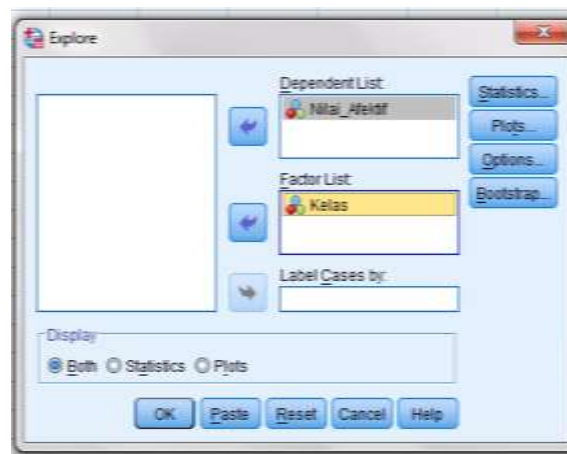 Explore
Dependent List:
Nilai_Afektif
Factor List:
Kelas
Label Cases by:
Statistics...
Plots...
Options...
Bootstrap...
Display
Both Statistics Plots
OK Paste Reset Cancel Help